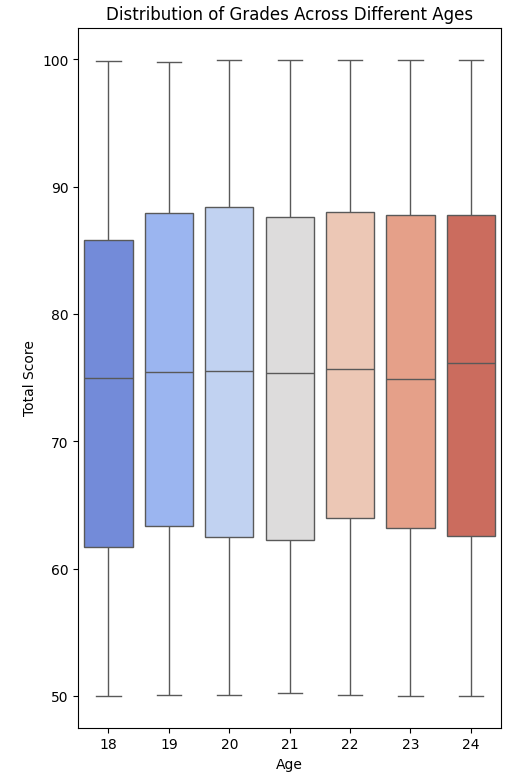 Distribution of Grades Across Different Ages
100
90
80
70
60
50
Total Score
18 19 20 21 22 23 24
Age